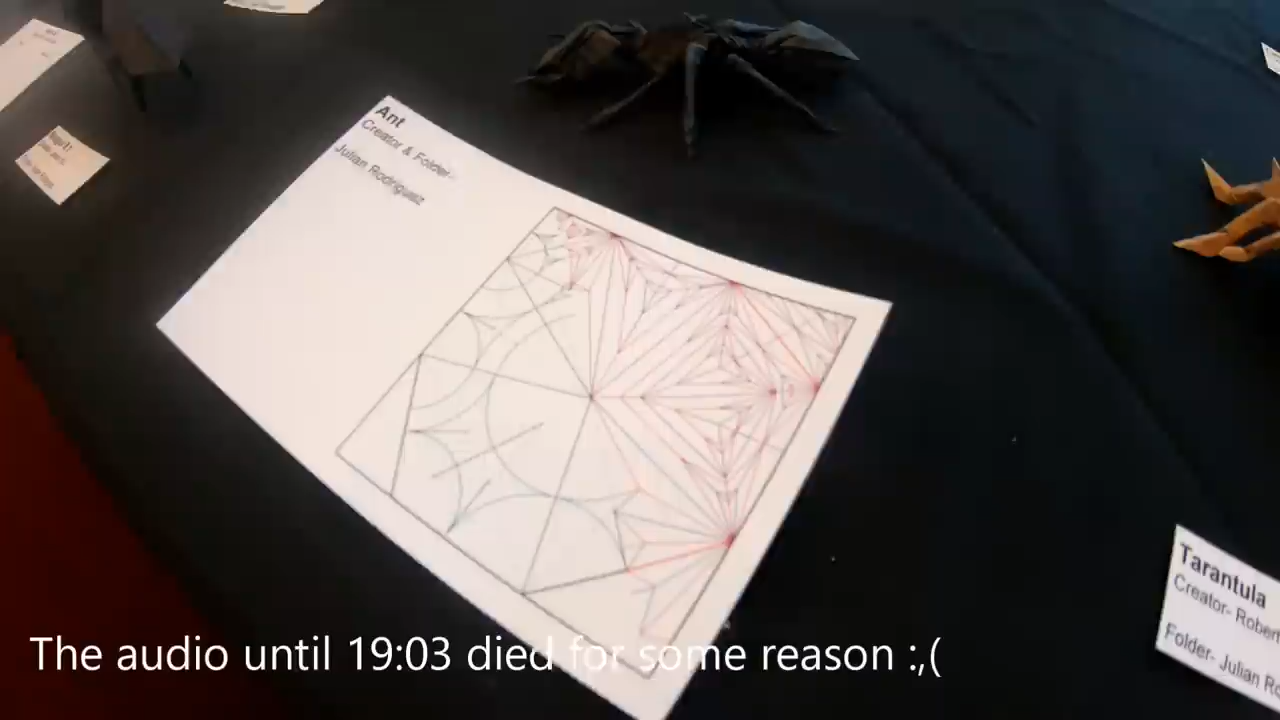 Ant
Creator & Folder-
Julian Rodriguez
Tarantula
Creator- Rober
Folder- Julian Ro
The audio until 19:03 died for some reason :,(